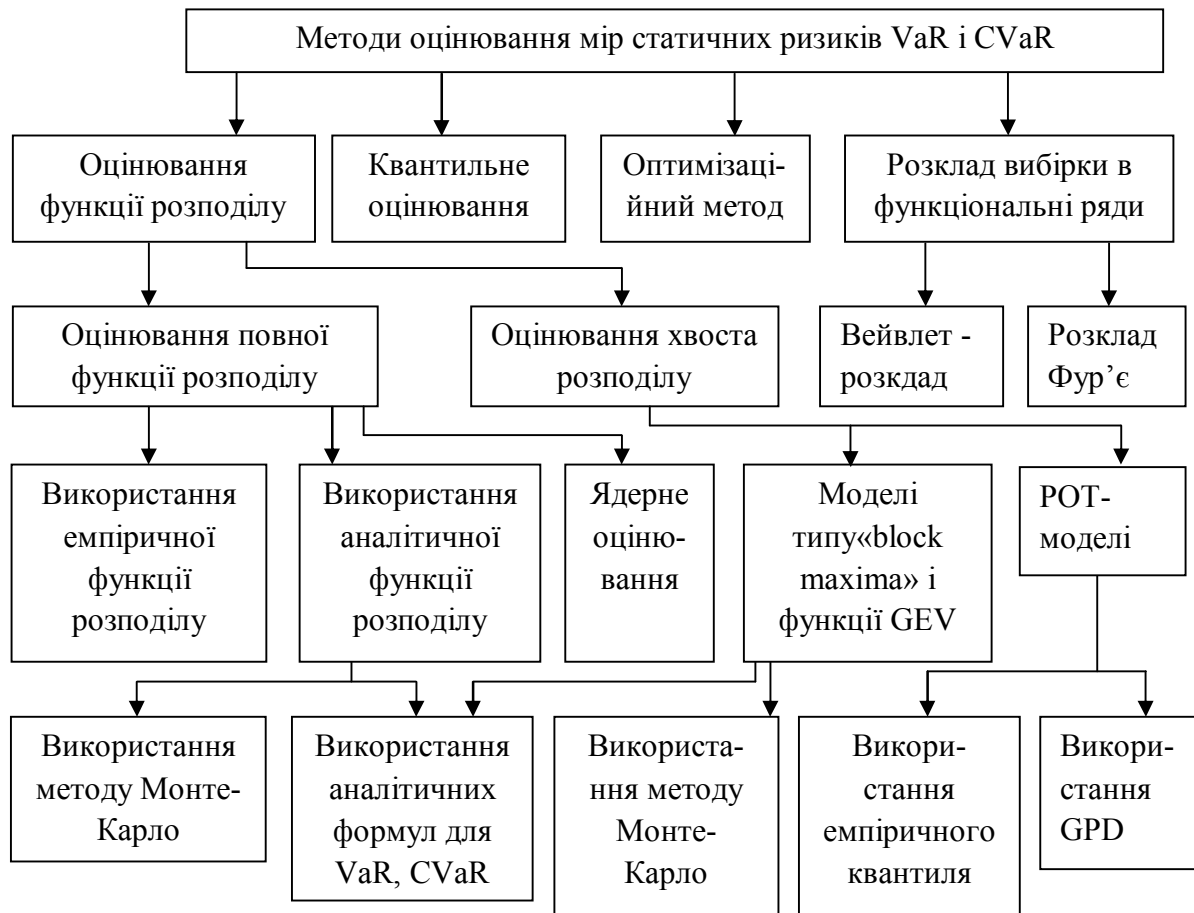 Методи оцінювання мір статичних ризиків VaR і CVaR
Оцінювання
функції розподілу
Квантильне
оцінювання
Оптимізаці-
йний метод
Розклад вибірки в
функціональні ряди
Оцінювання повної
функції розподілу
Оцінювання хвоста
розподілу
Вейвлет -
розкдад
Розклад
Фур’є
Використання
емпіричної
функції
розподілу
Використання
аналітичної
функції
розподілу
Ядерне
оціню-
вання
Моделі
типу«block
maxima» і
функції GEV
POT-
моделі
Використання
методу Монте-
Карло
Використання
аналітичних
формул для
VaR, CVaR
Використа-
ння методу
Монте-
Карло
Викори-
стання
емпіричного
квантиля
Викори-
стання
GPD